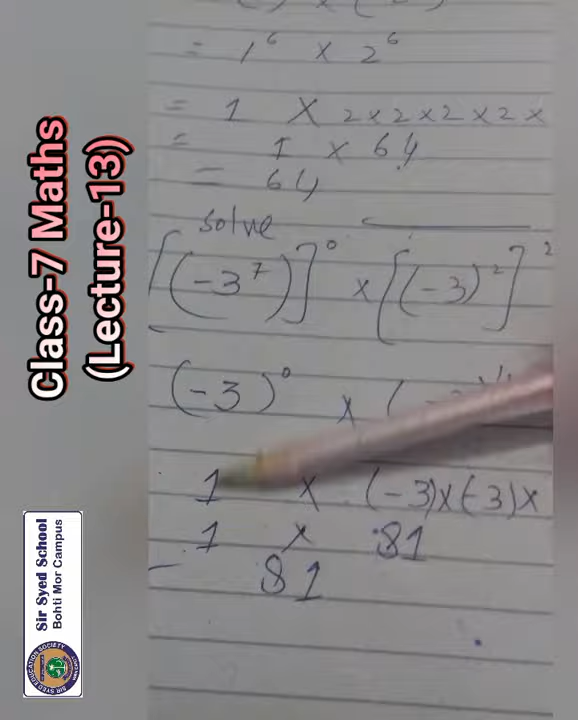 Class-7 Maths
(Lecture-13)
Sir Syed School
Bohti Mor Campus
= 1⁶ × 2⁶
= 1 × 2×2×2×2×
= 1 × 64
= 64
solve
[(-3⁷)]⁰ × [(-3)²]²
(-3)⁰ × (
1 × (-3)×(-3)×
1 × 81
= 81